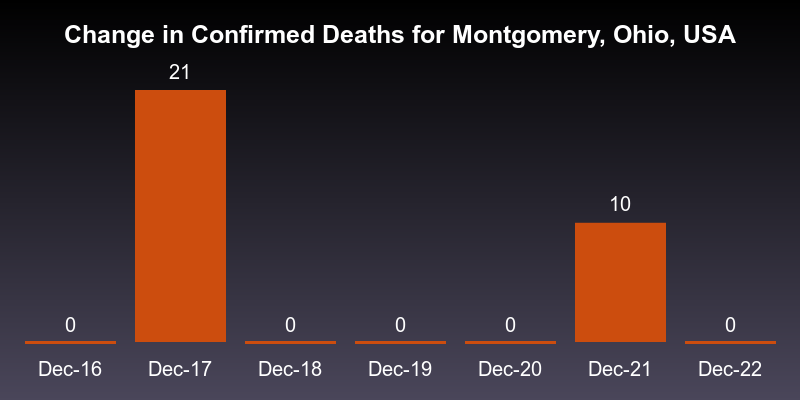 Change in Confirmed Deaths for Montgomery, Ohio, USA
21
10
0 0 0 0 0
Dec-16 Dec-17 Dec-18 Dec-19 Dec-20 Dec-21 Dec-22